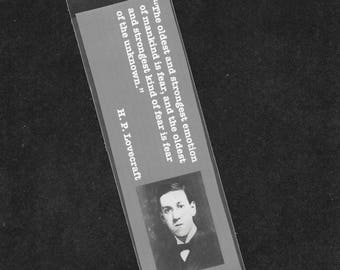 "The oldest and strongest emotion
of mankind is fear, and the oldest
and strongest kind of fear is fear
of the unknown."
H. P. Lovecraft